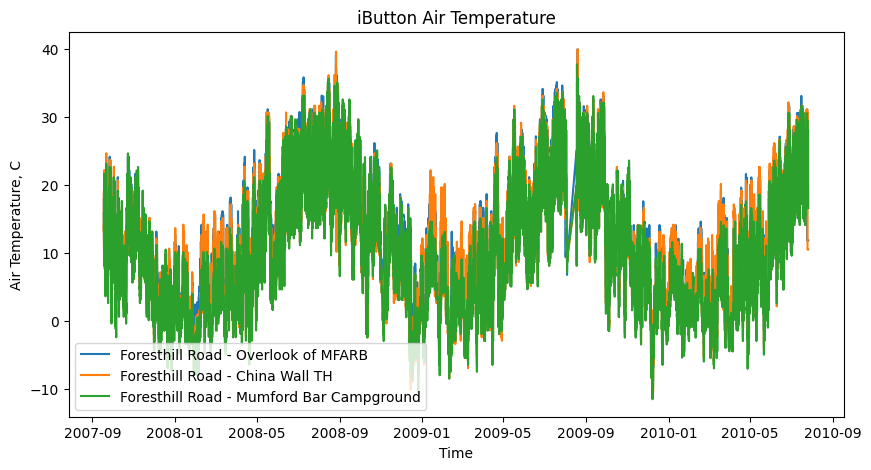 iButton Air Temperature
Air Temperature, C
40
30
20
10
0
−10
Foresthill Road - Overlook of MFARB
Foresthill Road - China Wall TH
Foresthill Road - Mumford Bar Campground
2007-09 2008-01 2008-05 2008-09 2009-01 2009-05 2009-09 2010-01 2010-05 2010-09
Time